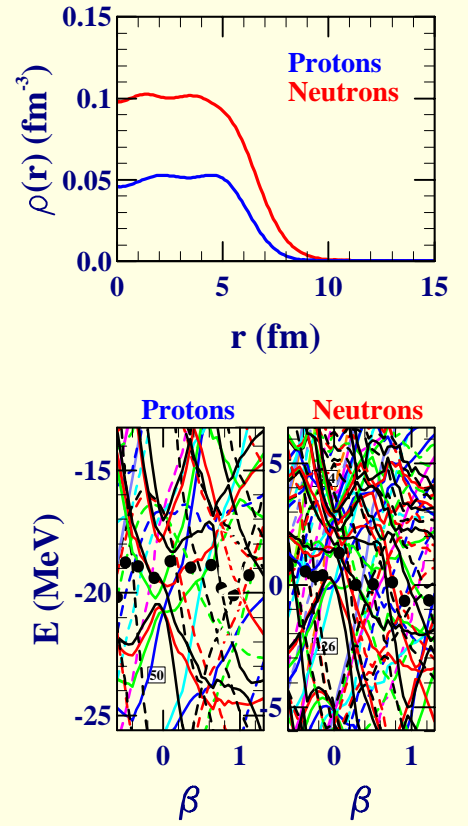 0.15
Protons
Neutrons
0.1
ρ(r) (fm⁻³)
0.05
0.0
0 5 10 15
r (fm)
Protons Neutrons
-15 5
E (MeV)
-20 0
50 126
-25 -5
0 1 0 1
β β